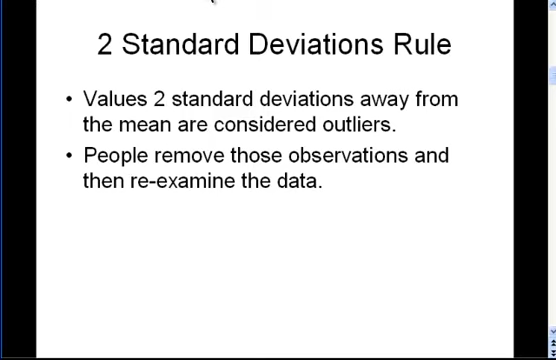 2 Standard Deviations Rule
• Values 2 standard deviations away from
the mean are considered outliers.
• People remove those observations and
then re-examine the data.